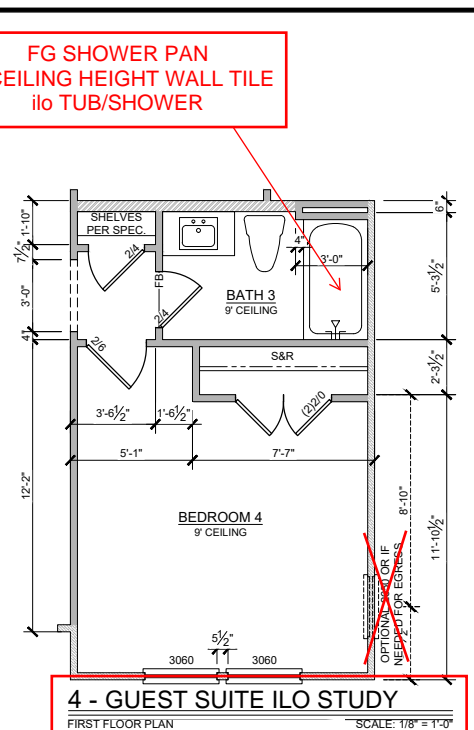 FG SHOWER PAN
CEILING HEIGHT WALL TILE
ilo TUB/SHOWER
6"
1'-10"
SHELVES
PER SPEC.
7½"
2/4
4"
3'-0"
5'-3½"
FB
3'-0"
BATH 3
9' CEILING
2/4
4"
2/6
S&R
2'-3½"
(2)2/0
3'-6½"
1'-6½"
5'-1"
7'-7"
12'-2"
8'-10"
11'-10½"
BEDROOM 4
9' CEILING
OR IF
OPTIONAL
NEEDED FOR EGRESS
5½"
3060
3060
4 - GUEST SUITE ILO STUDY
FIRST FLOOR PLAN
SCALE: 1/8" = 1'-0"